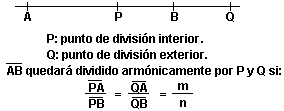 A P B Q
P: punto de división interior.
Q: punto de división exterior.
AB quedará dividido armónicamente por P y Q si:
PA/PB = QA/QB = m/n